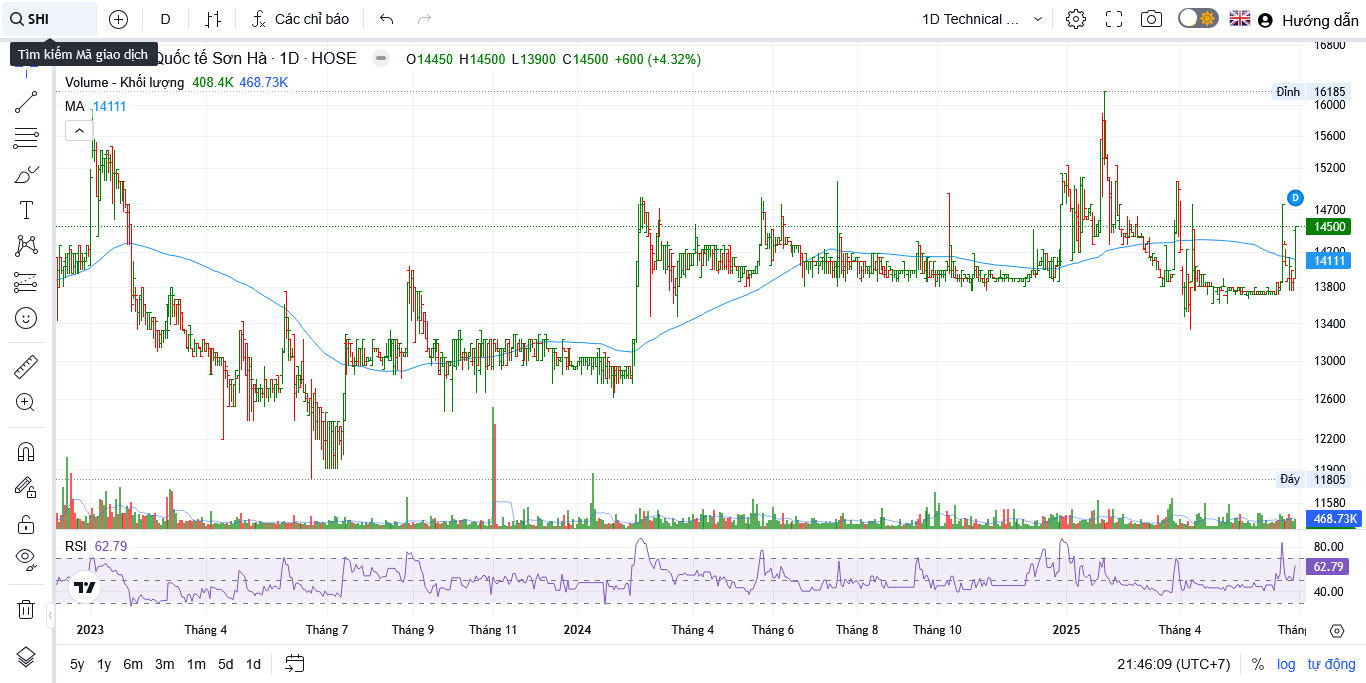 SHI
D
Các chỉ báo
1D Technical ...
Hướng dẫn
Tìm kiếm Mã giao dịch
Quốc tế Sơn Hà · 1D · HOSE
O14450 H14500 L13900 C14500 +600 (+4.32%)
Volume - Khối lượng 408.4K 468.73K
MA 14111
16800
Đỉnh 16185
16000
15600
15200
D
14700
14500
14200
14111
13800
13400
13000
12600
12200
11900
Đáy 11805
11580
468.73K
RSI 62.79
80.00
62.79
40.00
2023 Tháng 4 Tháng 7 Tháng 9 Tháng 11 2024 Tháng 4 Tháng 6 Tháng 8 Tháng 10 2025 Tháng 4
5y 1y 6m 3m 1m 5d 1d
21:46:09 (UTC+7) % log tự động